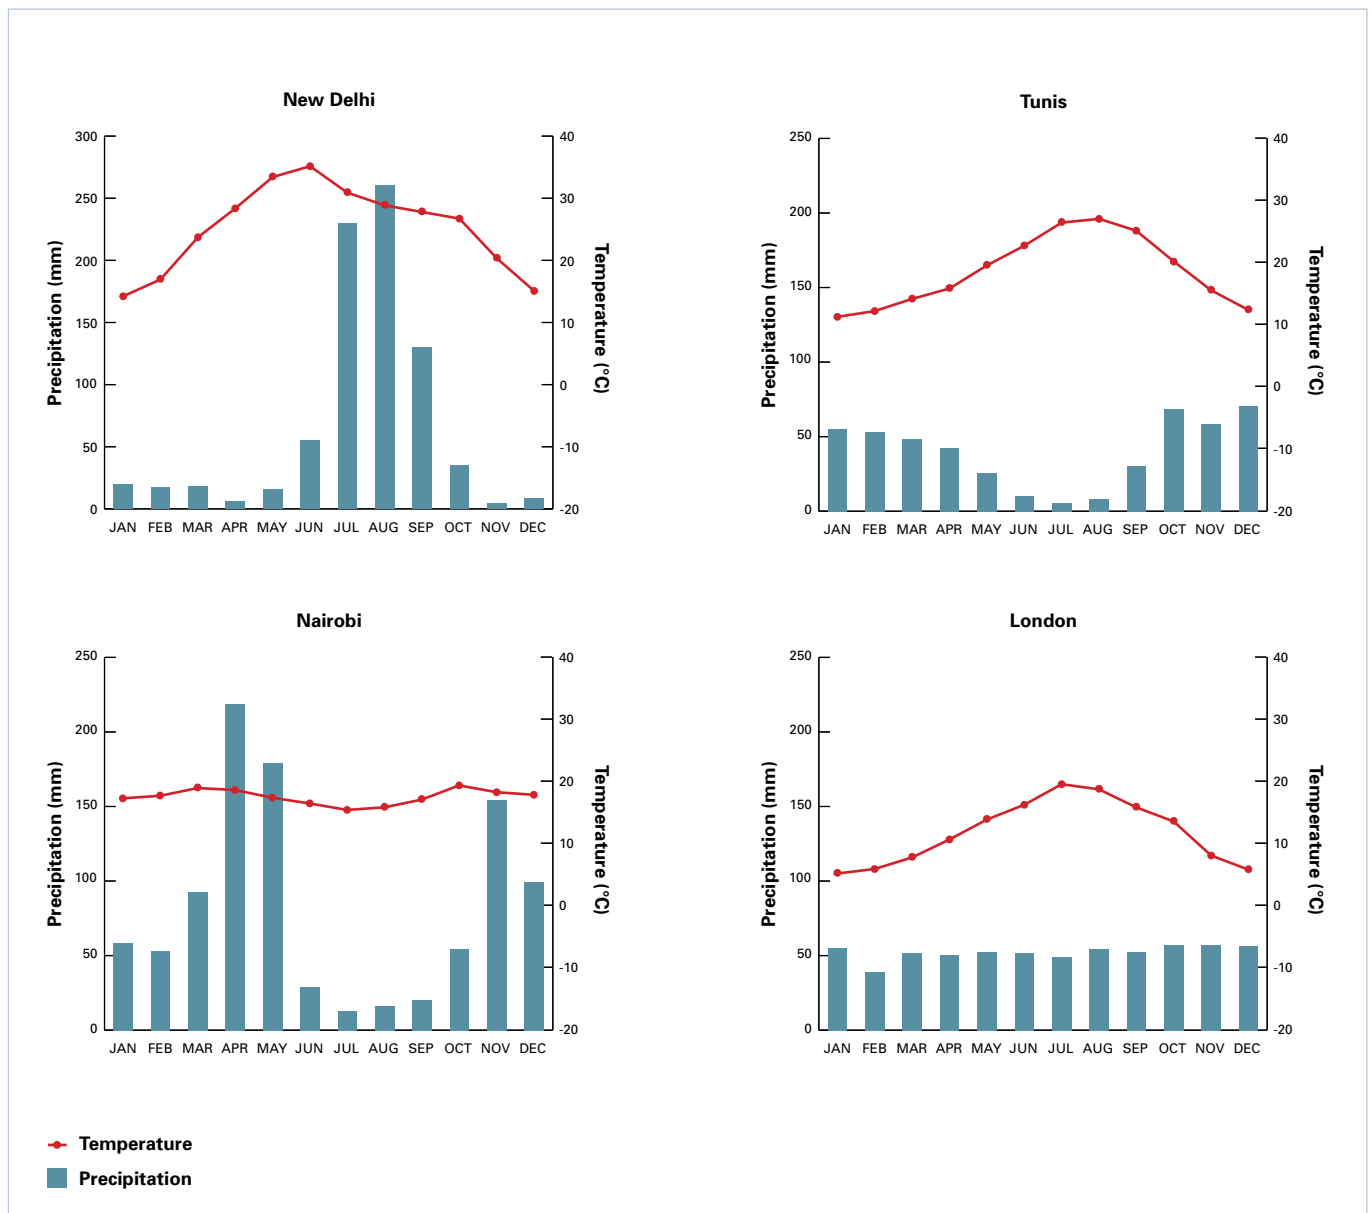 New Delhi
300
250
200
150
100
50
0
Precipitation (mm)
40
30
20
10
0
-10
-20
Temperature (°C)
JAN FEB MAR APR MAY JUN JUL AUG SEP OCT NOV DEC
Tunis
250
200
150
100
50
0
Precipitation (mm)
40
30
20
10
0
-10
-20
Temperature (°C)
JAN FEB MAR APR MAY JUN JUL AUG SEP OCT NOV DEC
Nairobi
250
200
150
100
50
0
Precipitation (mm)
40
30
20
10
0
-10
-20
Temperature (°C)
JAN FEB MAR APR MAY JUN JUL AUG SEP OCT NOV DEC
London
250
200
150
100
50
0
Precipitation (mm)
40
30
20
10
0
-10
-20
Temperature (°C)
JAN FEB MAR APR MAY JUN JUL AUG SEP OCT NOV DEC
Temperature
Precipitation